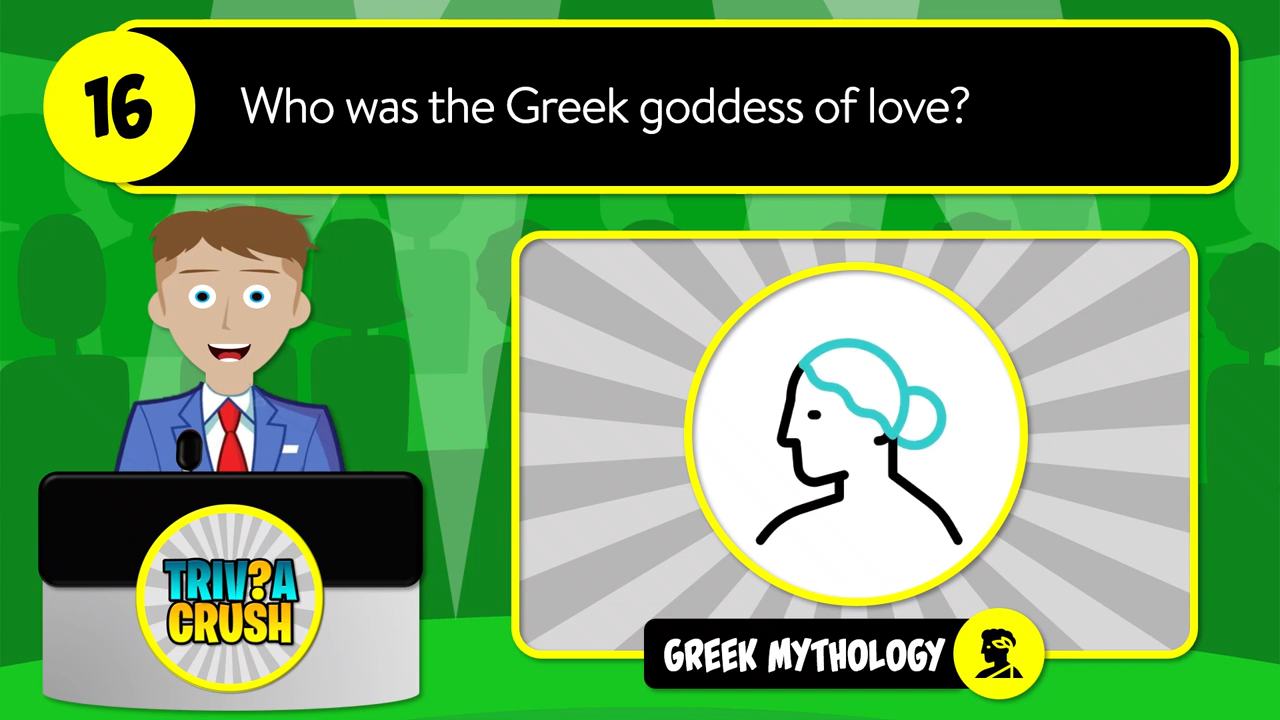 16
Who was the Greek goddess of love?
TRIV?A
CRUSH
GREEK MYTHOLOGY